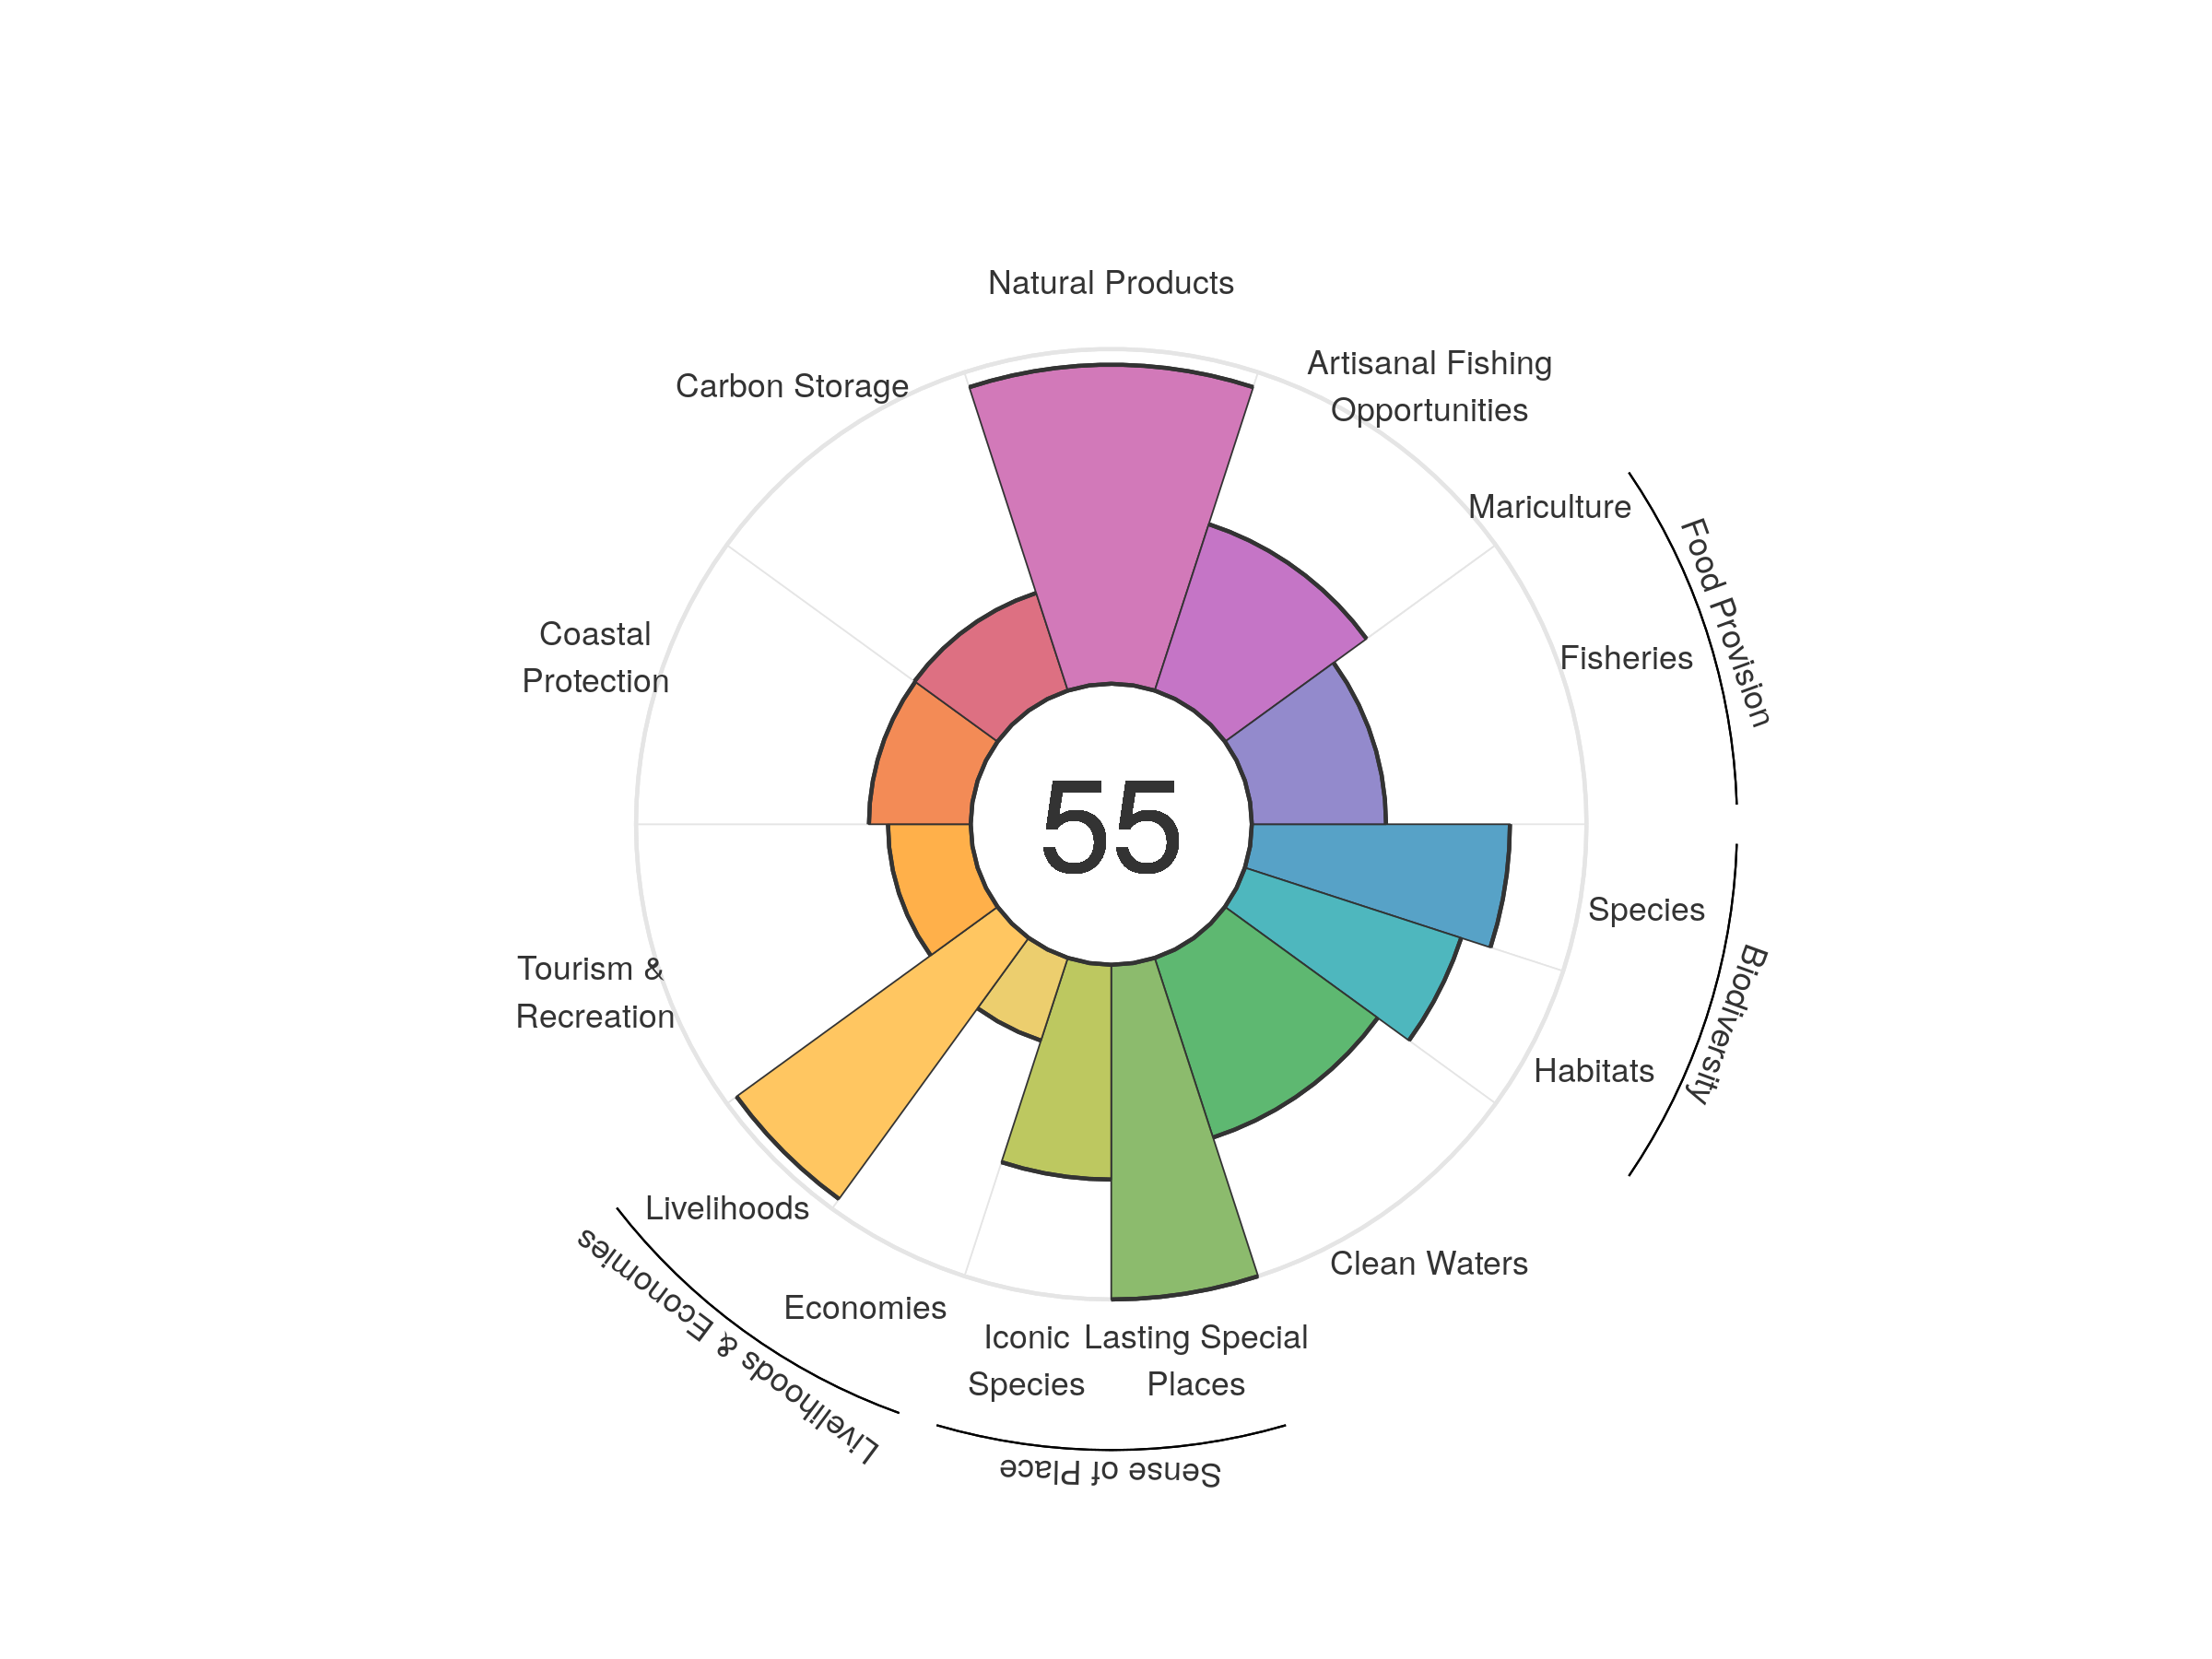 Natural Products
Artisanal Fishing
Opportunities
Carbon Storage
Mariculture
Food Provision
Fisheries
Coastal
Protection
55
Species
Biodiversity
Habitats
Tourism &
Recreation
Livelihoods
Livelihoods & Economies
Clean Waters
Economies
Iconic
Species
Lasting Special
Places
Sense of Place